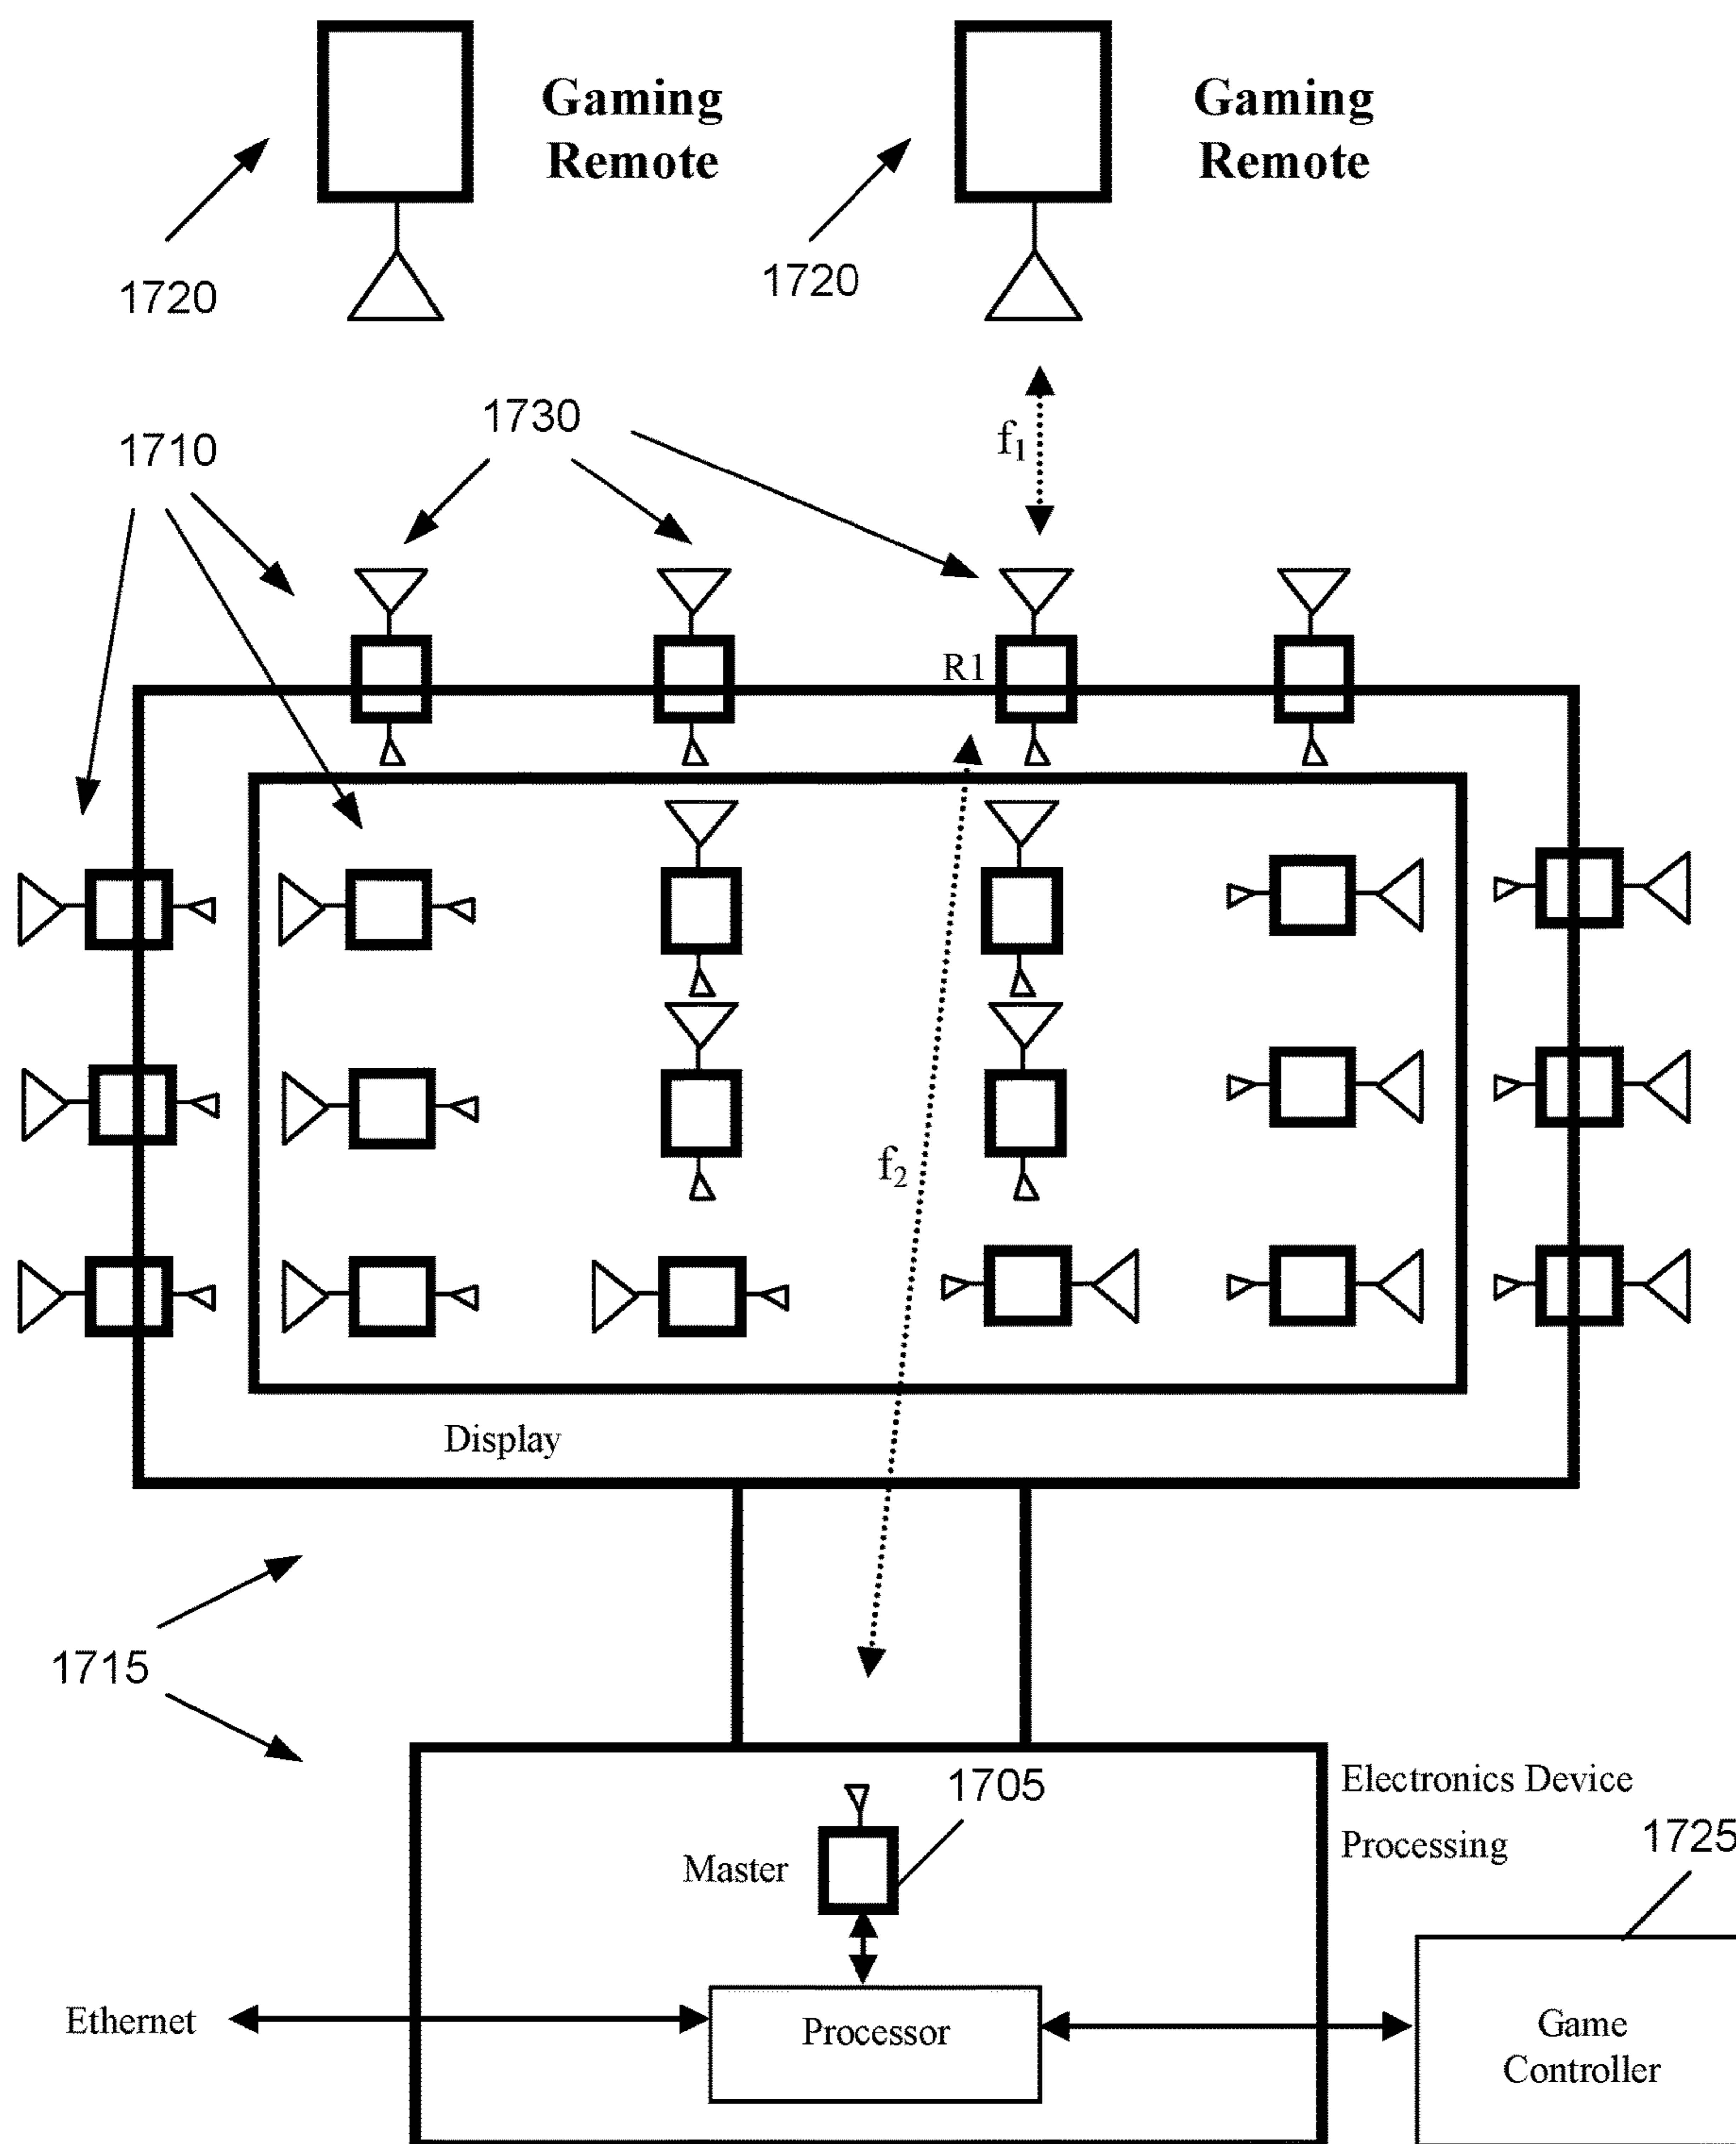 Gaming
Remote
Gaming
Remote
1720
1720
1730
1710
f1
R1
f2
Display
1715
1705
Electronics Device
Processing
Master
1725
Ethernet
Processor
Game
Controller